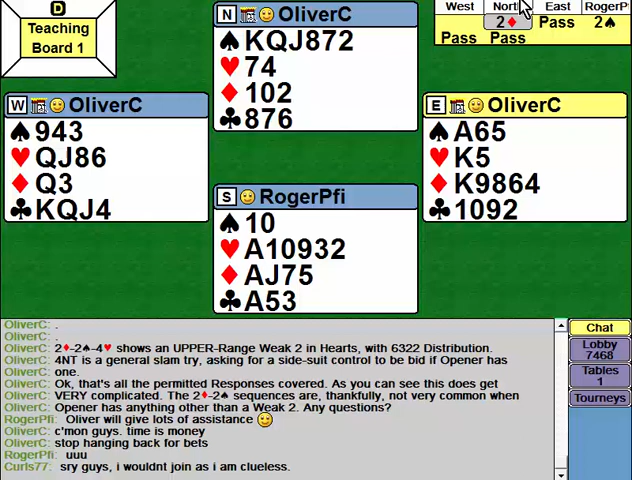 D
Teaching
Board 1
N OliverC
♠KQJ872
♥74
♦102
♣876
West North East RogerP
2♦ Pass 2♠
Pass Pass
W OliverC
♠943
♥QJ86
♦Q3
♣KQJ4
E OliverC
♠A65
♥K5
♦K9864
♣1092
S RogerPfi
♠10
♥A10932
♦AJ75
♣A53
OliverC: .
OliverC: .
OliverC: 2♦-2♠-4♥ shows an UPPER-Range Weak 2 in Hearts, with 6322 Distribution.
OliverC: 4NT is a general slam try, asking for a side-suit control to be bid if Opener has
one.
OliverC: Ok, that's all the permitted Responses covered. As you can see this does get
OliverC: VERY complicated. The 2♦-2♠ sequences are, thankfully, not very common when
OliverC: Opener has anything other than a Weak 2. Any questions?
RogerPfi: Oliver will give lots of assistance
OliverC: c'mon guys. time is money
OliverC: stop hanging back for bets
RogerPfi: uuu
Curls77: sry guys, i wouldnt join as i am clueless.
Chat
Lobby
7468
Tables
1
Tourneys